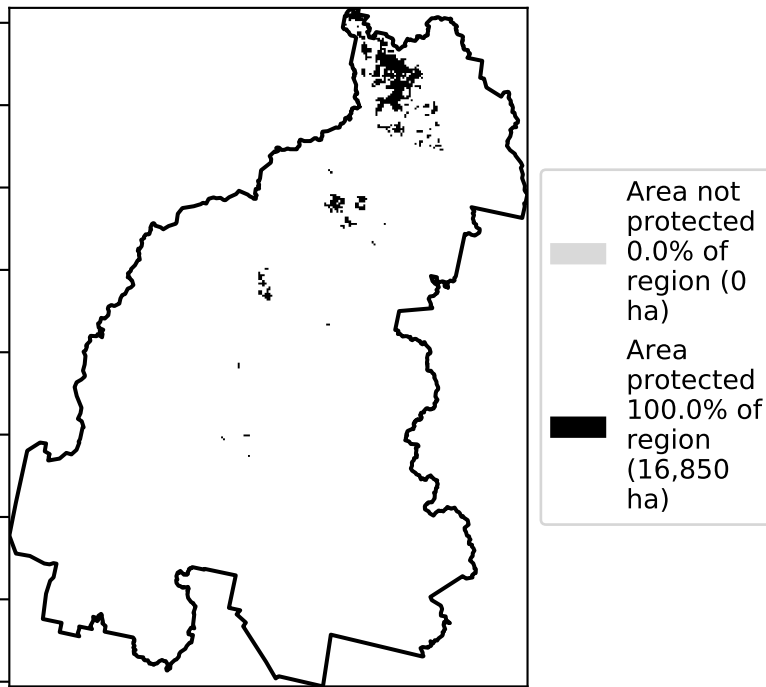 Area not
protected
0.0% of
region (0
ha)
Area
protected
100.0% of
region
(16,850
ha)